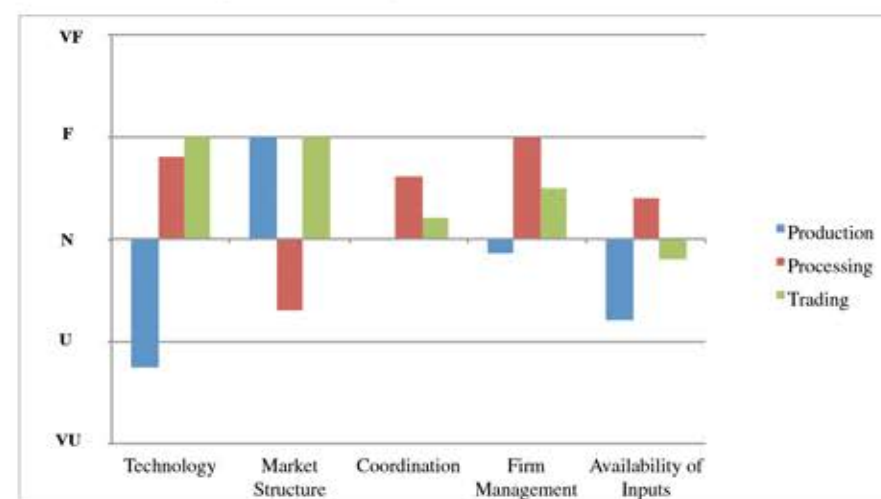 VF
F
N
U
VU
Technology
Market
Structure
Coordination
Firm
Management
Availability of
Inputs
Production
Processing
Trading